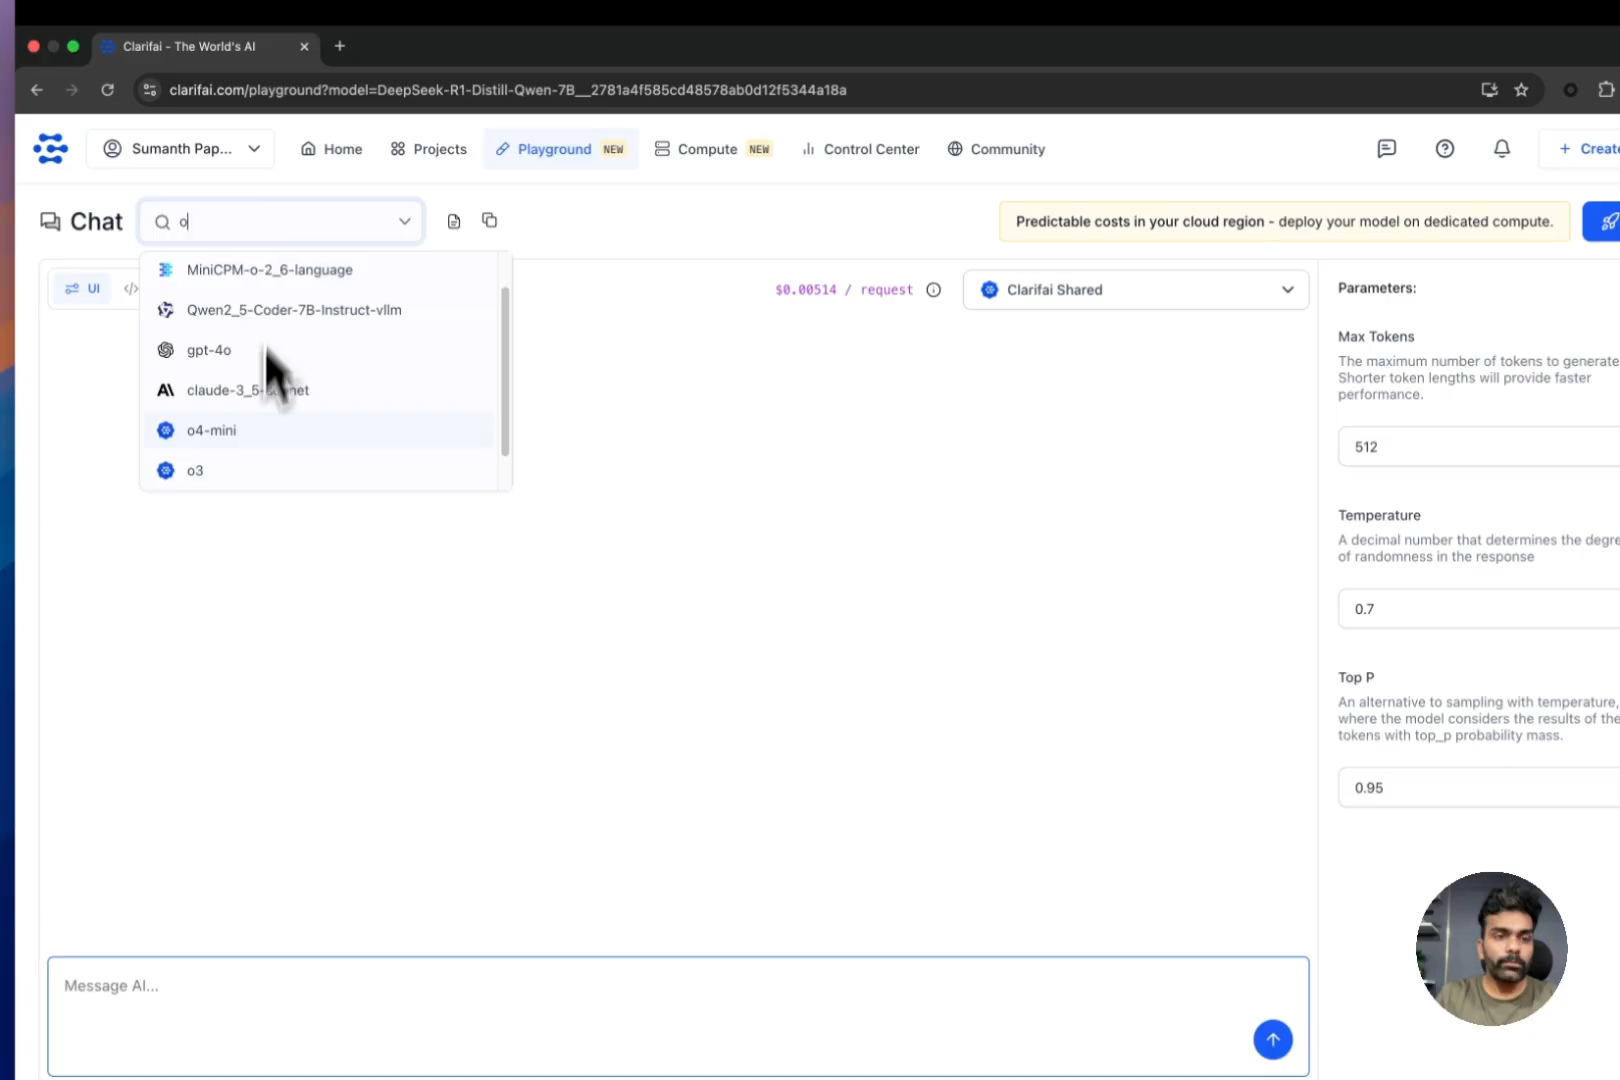 Clarifai - The World's AI
clarifai.com/playground?model=DeepSeek-R1-Distill-Qwen-7B__2781a4f585cd48578ab0d12f5344a18a
Sumanth Pap...
Home
Projects
Playground NEW
Compute NEW
Control Center
Community
+ Create
Chat
o
Predictable costs in your cloud region - deploy your model on dedicated compute.
UI
MiniCPM-o-2_6-language
Qwen2_5-Coder-7B-Instruct-vllm
gpt-4o
claude-3_5-
o4-mini
o3
$0.00514 / request
Clarifai Shared
Parameters:
Max Tokens
The maximum number of tokens to generate
Shorter token lengths will provide faster
performance.
512
Temperature
A decimal number that determines the degre
of randomness in the response
0.7
Top P
An alternative to sampling with temperature,
where the model considers the results of the
tokens with top_p probability mass.
0.95
Message AI...